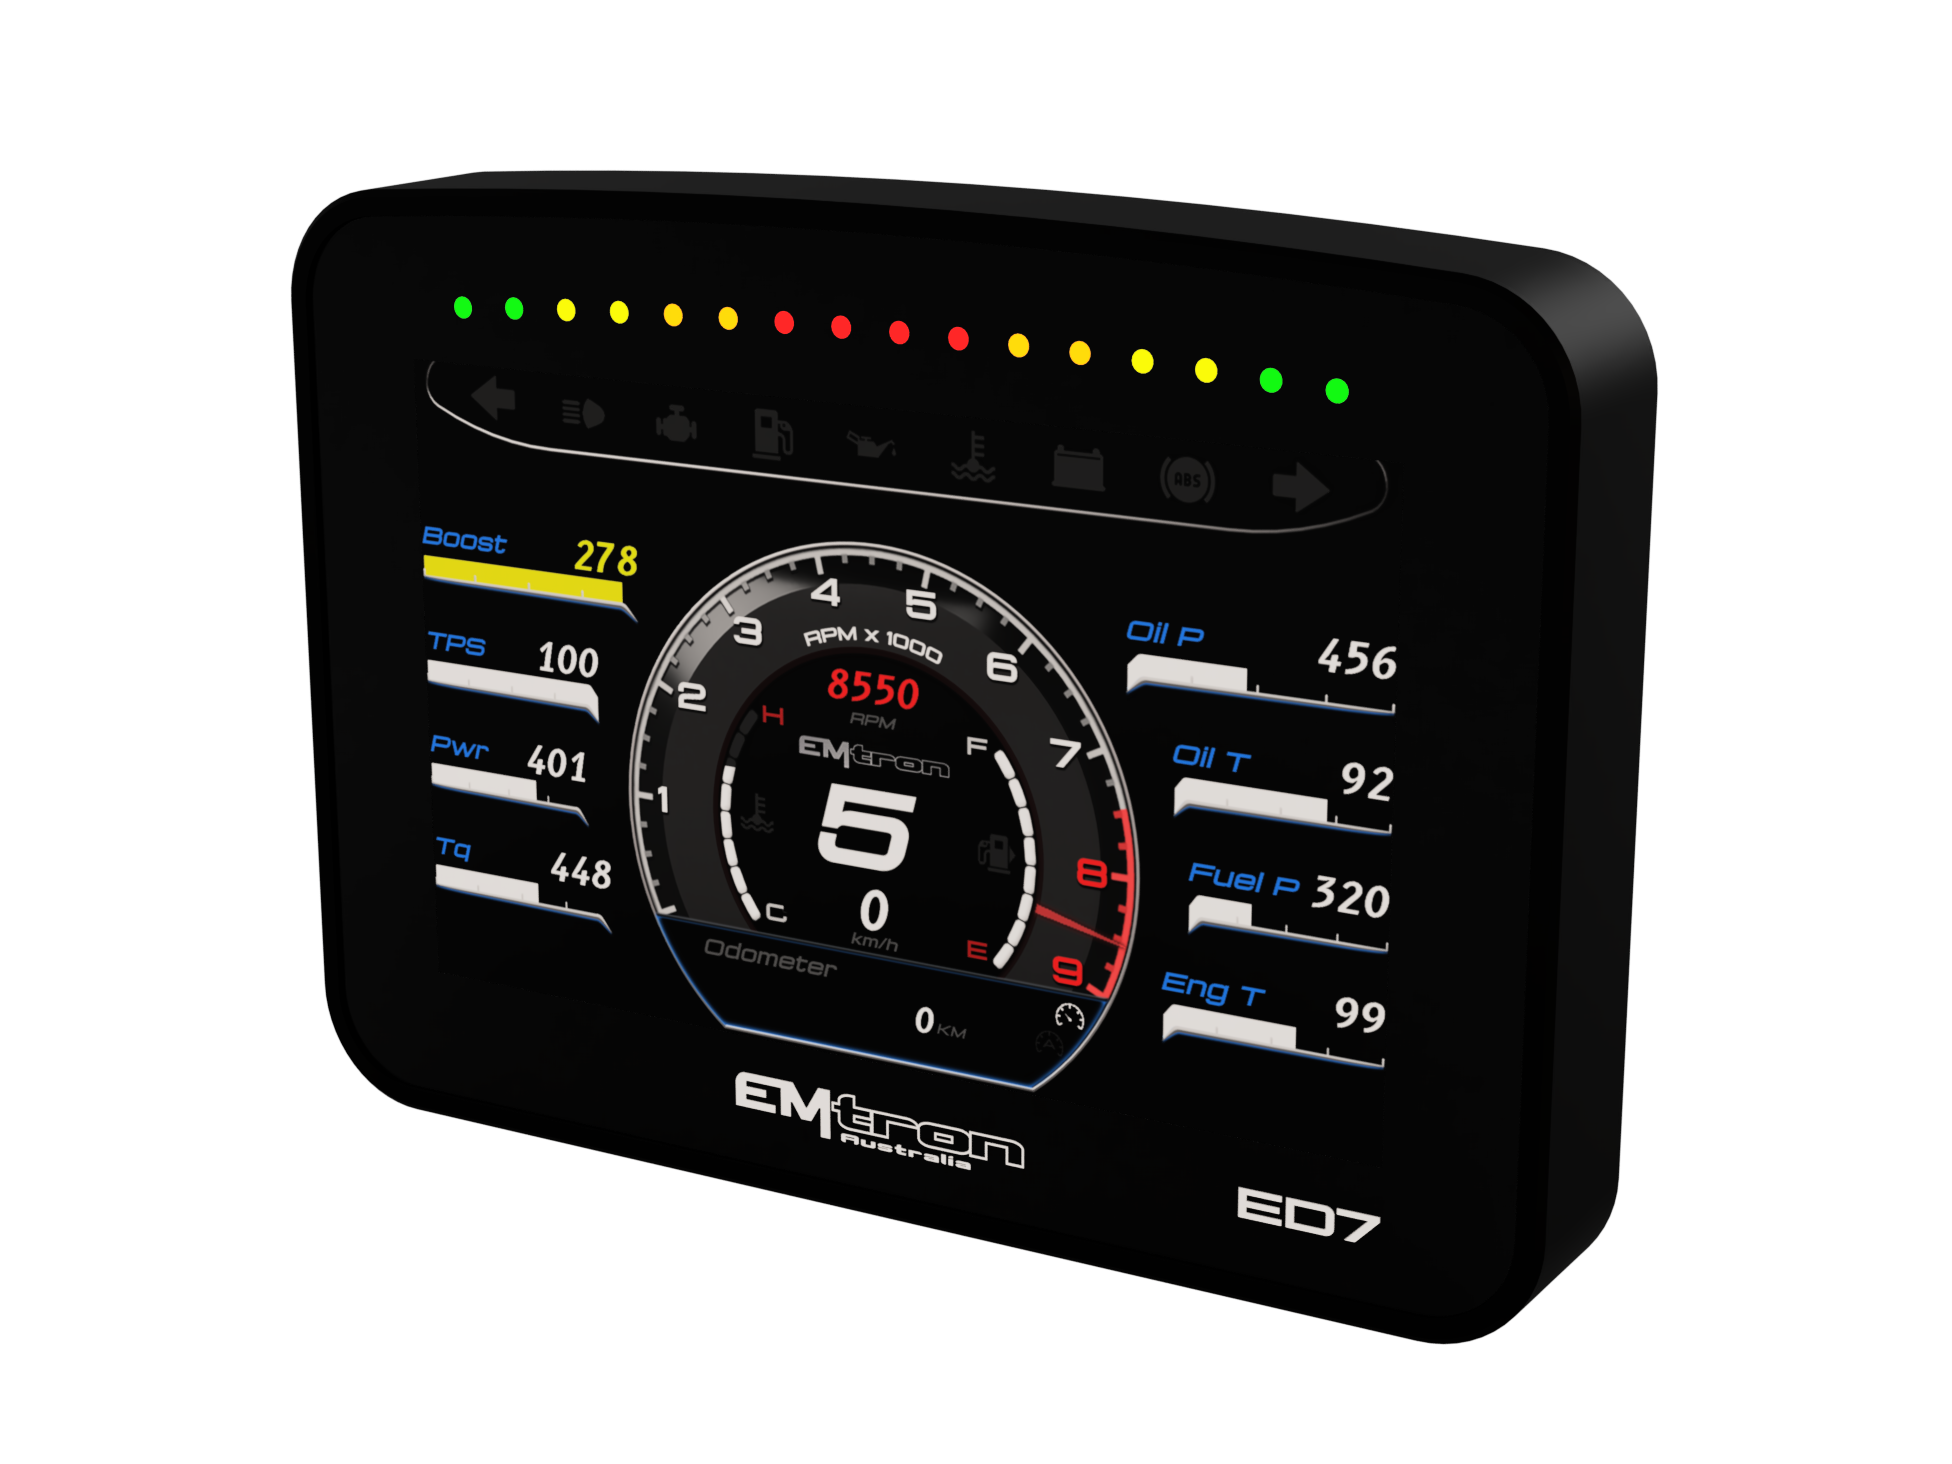 ABS
Boost 278
TPS 100
Pwr 401
Tq 448
1 2 3 4 5 6 7 8 9
RPM X 1000
8550
RPM
EMtron
H F
5
C E
0
km/h
Odometer
0 KM
A
Oil P 456
Oil T 92
Fuel P 320
Eng T 99
EMtron
Australia
ED7